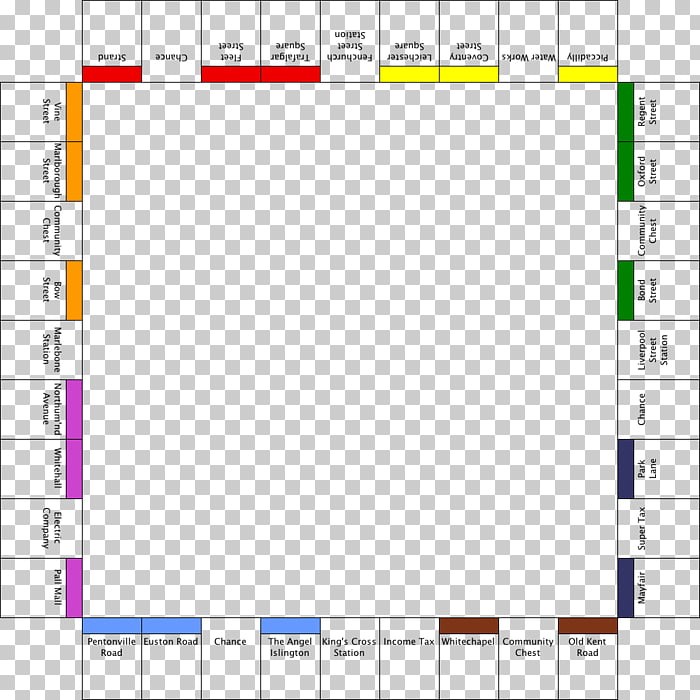 Strand
Chance
Fleet
Street
Trafalgar
Square
Fenchurch
Street
Station
Leichester
Square
Coventry
Street
Water Works
Piccadilly
Vine
Street
Marlborough
Street
Community
Chest
Bow
Street
Marlebone
Station
Northum'nd
Avenue
Whitehall
Electric
Company
Pall Mall
Regent
Street
Oxford
Street
Community
Chest
Bond
Street
Liverpool
Street
Station
Chance
Park
Lane
Super Tax
Mayfair
Pentonville
Road
Euston Road
Chance
The Angel
Islington
King's Cross
Station
Income Tax
Whitechapel
Community
Chest
Old Kent
Road